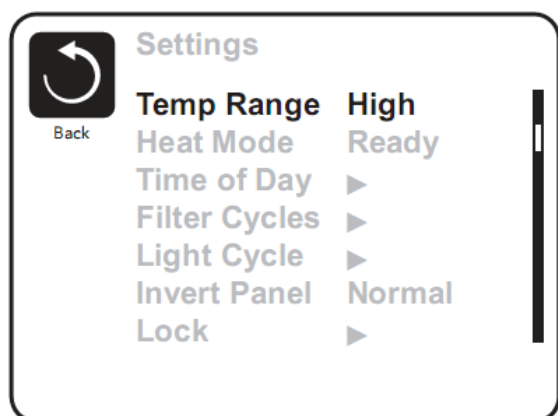 Settings
Back
Temp Range High
Heat Mode Ready
Time of Day ▶
Filter Cycles ▶
Light Cycle ▶
Invert Panel Normal
Lock ▶